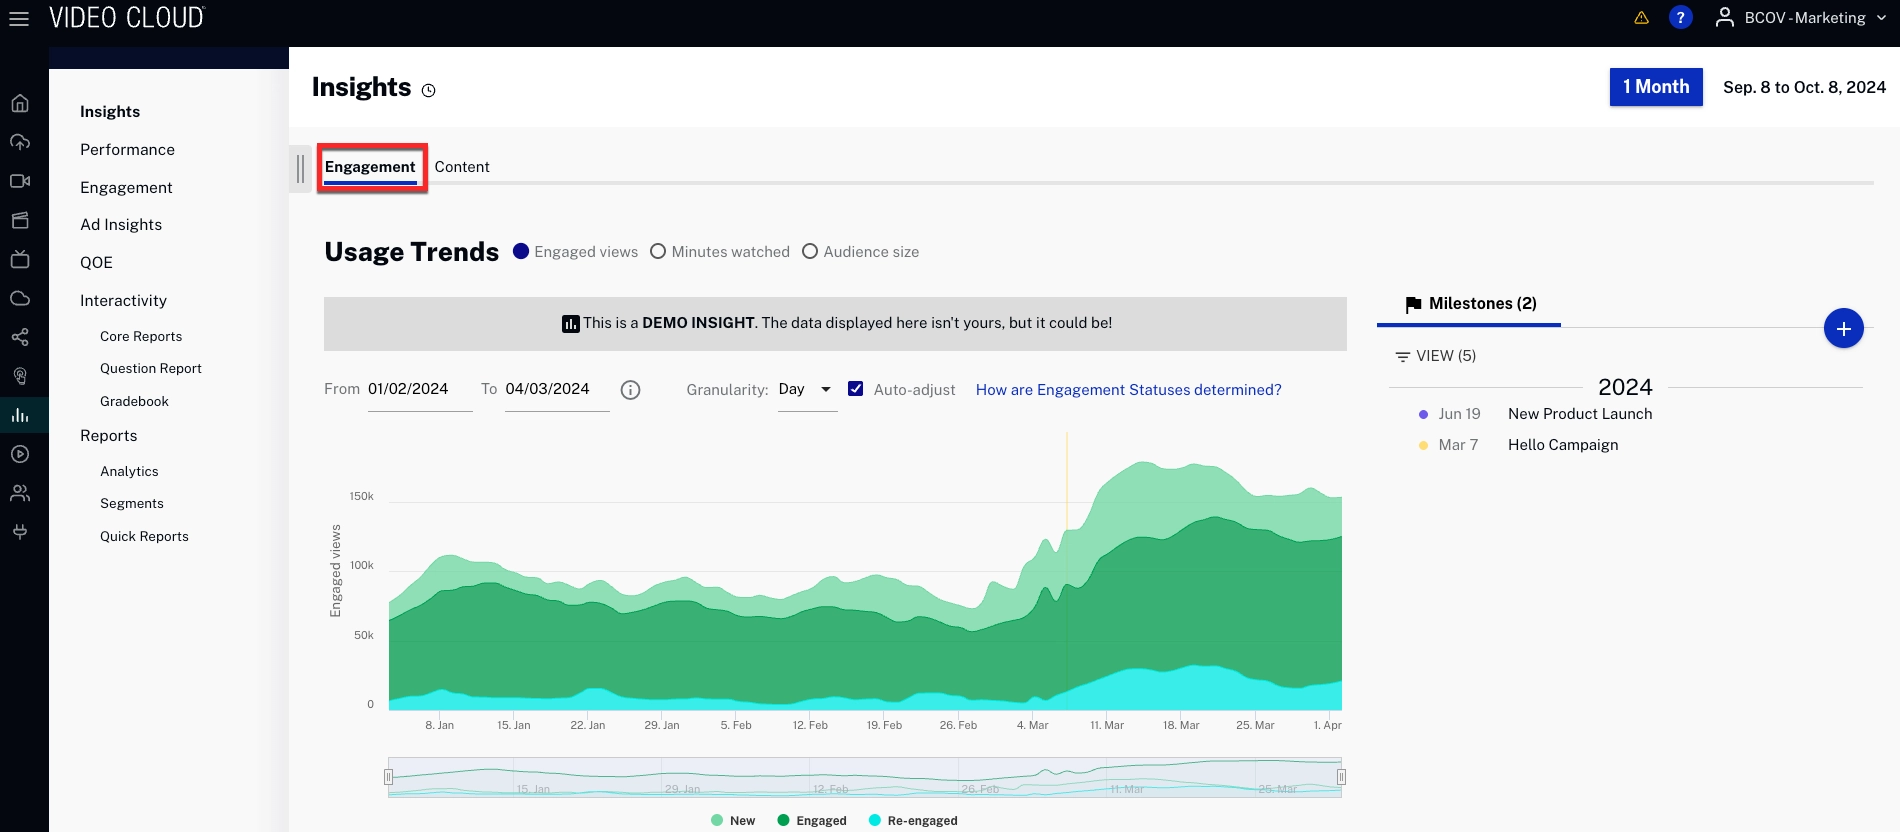 VIDEO CLOUD
? BCOV - Marketing
Insights
Performance
Engagement
Ad Insights
QOE
Interactivity
Core Reports
Question Report
Gradebook
Reports
Analytics
Segments
Quick Reports
Insights
1 Month Sep. 8 to Oct. 8, 2024
Engagement Content
Usage Trends Engaged views Minutes watched Audience size
This is a DEMO INSIGHT. The data displayed here isn't yours, but it could be!
From 01/02/2024 To 04/03/2024 Granularity: Day Auto-adjust How are Engagement Statuses determined?
Engaged views
150k
100k
50k
0
8. Jan 15. Jan 22. Jan 29. Jan 5. Feb 12. Feb 19. Feb 26. Feb 4. Mar 11. Mar 18. Mar 25. Mar 1. Apr
15. Jan 29. Jan 12. Feb 26. Feb 11. Mar 25. Mar
New Engaged Re-engaged
Milestones (2)
+
VIEW (5)
2024
Jun 19 New Product Launch
Mar 7 Hello Campaign